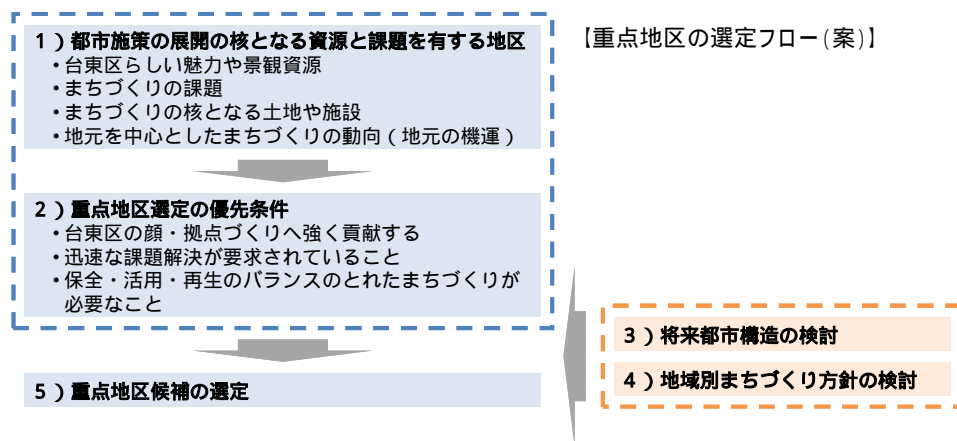 【重点地区の選定フロー(案)】
1)都市施策の展開の核となる資源と課題を有する地区
・台東区らしい魅力や景観資源
・まちづくりの課題
・まちづくりの核となる土地や施設
・地元を中心としたまちづくりの動向(地元の機運)
2)重点地区選定の優先条件
・台東区の顔・拠点づくりへ強く貢献する
・迅速な課題解決が要求されていること
・保全・活用・再生のバランスのとれたまちづくりが
必要なこと
3)将来都市構造の検討
4)地域別まちづくり方針の検討
5)重点地区候補の選定